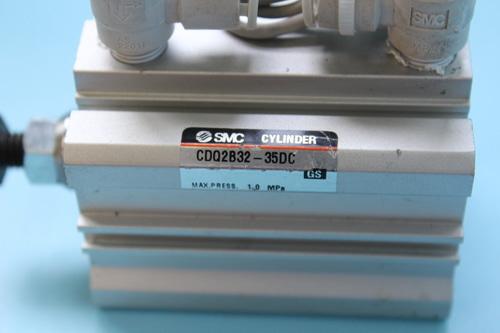 SMC
SMC CYLINDER
CDQ2B32-35DC
GS
MAX.PRESS. 1.0 MPa